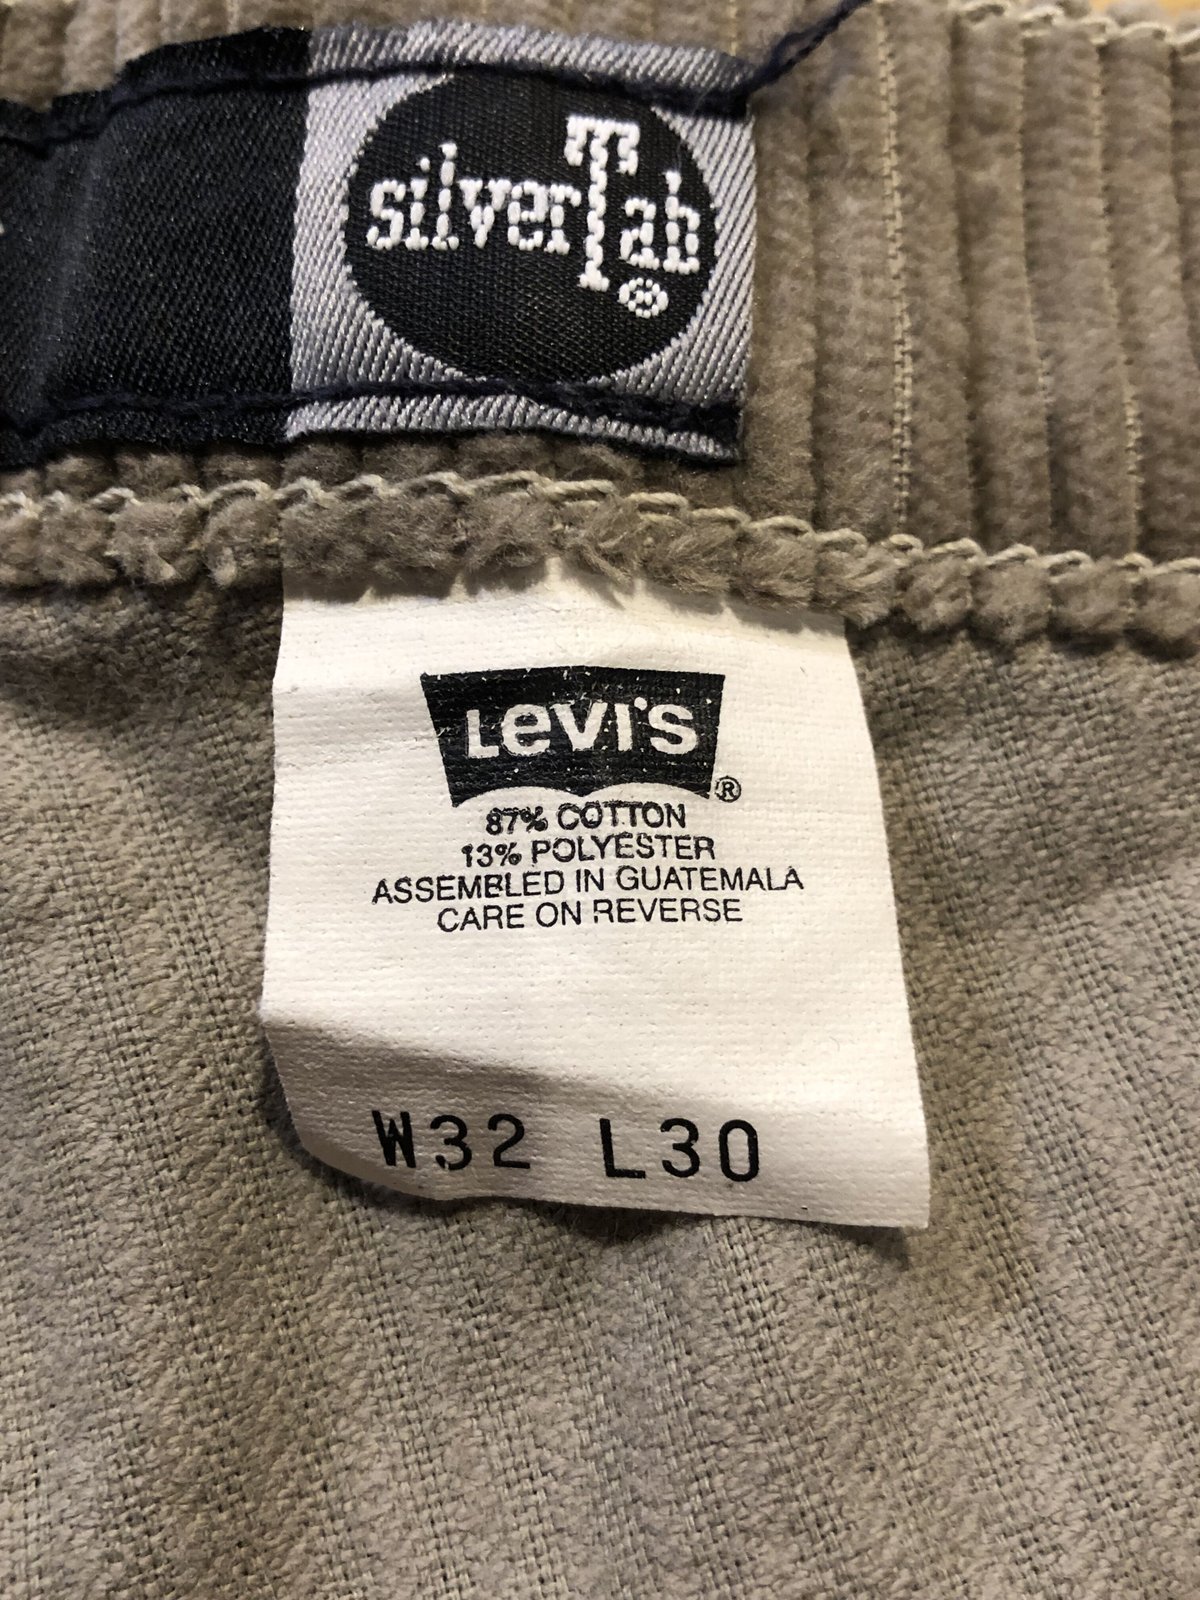 silverTab
®
Levi's
®
87% COTTON
13% POLYESTER
ASSEMBLED IN GUATEMALA
CARE ON REVERSE
W32 L30